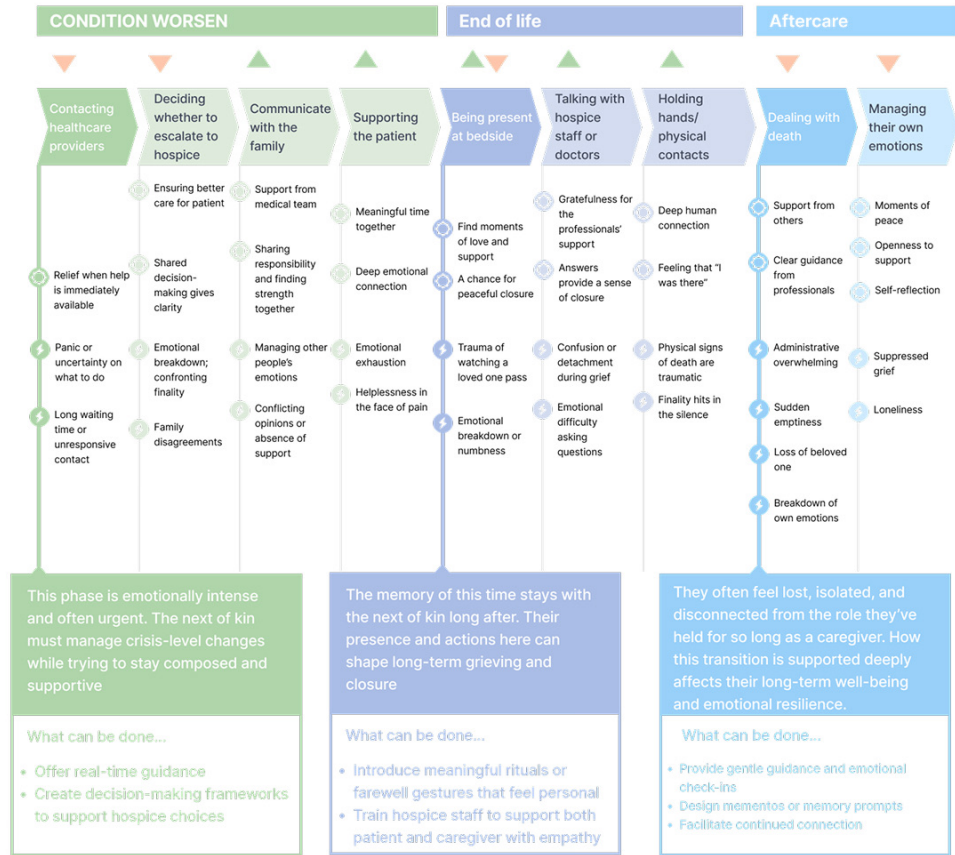 CONDITION WORSEN
End of life
Aftercare
Contacting
healthcare
providers
Deciding
whether to
escalate to
hospice
Communicate
with the
family
Supporting
the patient
Being present
at bedside
Talking with
hospice
staff or
doctors
Holding
hands/
physical
contacts
Dealing with
death
Managing
their own
emotions
Relief when help
is immediately
available
Panic or
uncertainty on
what to do
Long waiting
time or
unresponsive
contact
Ensuring better
care for patient
Shared
decision-
making gives
clarity
Emotional
breakdown;
confronting
finality
Family
disagreements
Support from
medical team
Sharing
responsibility
and finding
strength
together
Managing other
people's
emotions
Conflicting
opinions or
absence of
support
Meaningful time
together
Deep emotional
connection
Emotional
exhaustion
Helplessness in
the face of pain
Find moments
of love and
support
A chance for
peaceful closure
Trauma of
watching a
loved one pass
Emotional
breakdown or
numbness
Gratefulness for
the
professionals'
support
Answers
provide a sense
of closure
Confusion or
detachment
during grief
Emotional
difficulty
asking
questions
Deep human
connection
Feeling that "I
was there"
Physical signs
of death are
traumatic
Finality hits in
the silence
Support from
others
Clear guidance
from
professionals
Administrative
overwhelming
Sudden
emptiness
Loss of beloved
one
Breakdown of
own emotions
Moments of
peace
Openness to
support
Self-reflection
Suppressed
grief
Loneliness
This phase is emotionally intense
and often urgent. The next of kin
must manage crisis-level changes
while trying to stay composed and
supportive
What can be done...
• Offer real-time guidance
• Create decision-making frameworks
to support hospice choices
The memory of this time stays with
the next of kin long after. Their
presence and actions here can
shape long-term grieving and
closure
What can be done...
• Introduce meaningful rituals or
farewell gestures that feel personal
• Train hospice staff to support both
patient and caregiver with empathy
They often feel lost, isolated, and
disconnected from the role they've
held for so long as a caregiver. How
this transition is supported deeply
affects their long-term well-being
and emotional resilience.
What can be done...
• Provide gentle guidance and emotional
check-ins
• Design mementos or memory prompts
• Facilitate continued connection